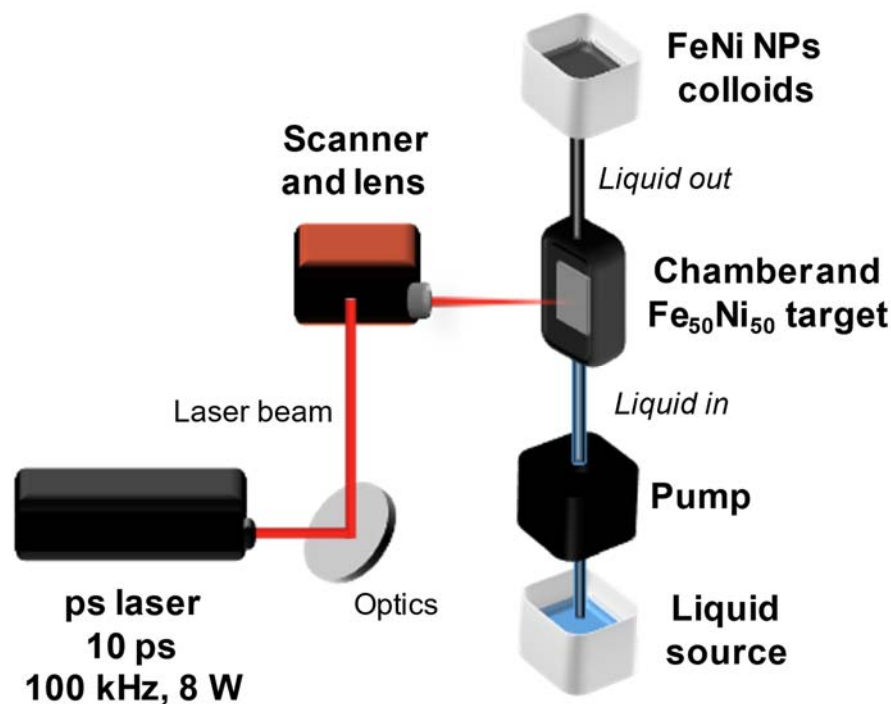 FeNi NPs
colloids
Scanner
and lens
Liquid out
Chamberand
Fe₅₀Ni₅₀ target
Laser beam
Liquid in
Pump
Optics
ps laser
10 ps
100 kHz, 8 W
Liquid
source